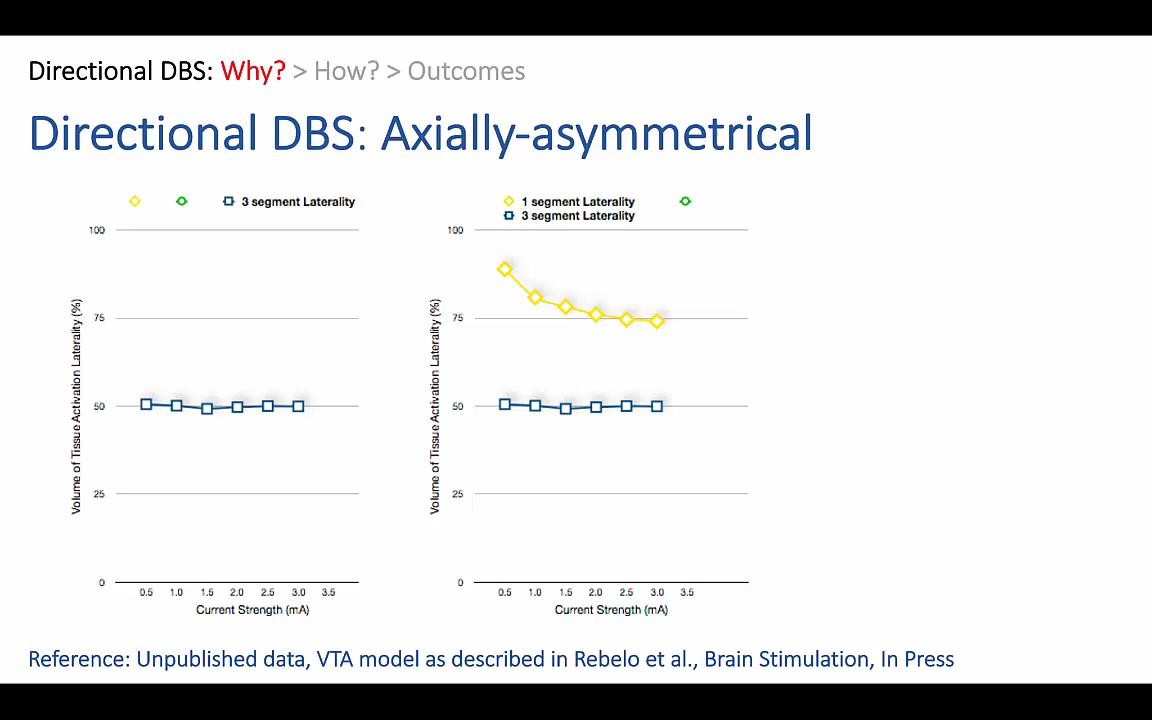 Directional DBS: Why? > How? > Outcomes
Directional DBS: Axially-asymmetrical
3 segment Laterality
100
75
50
25
0
Volume of Tissue Activation Laterality (%)
0.5 1.0 1.5 2.0 2.5 3.0 3.5
Current Strength (mA)
1 segment Laterality
3 segment Laterality
100
75
50
25
0
Volume of Tissue Activation Laterality (%)
0.5 1.0 1.5 2.0 2.5 3.0 3.5
Current Strength (mA)
Reference: Unpublished data, VTA model as described in Rebelo et al., Brain Stimulation, In Press